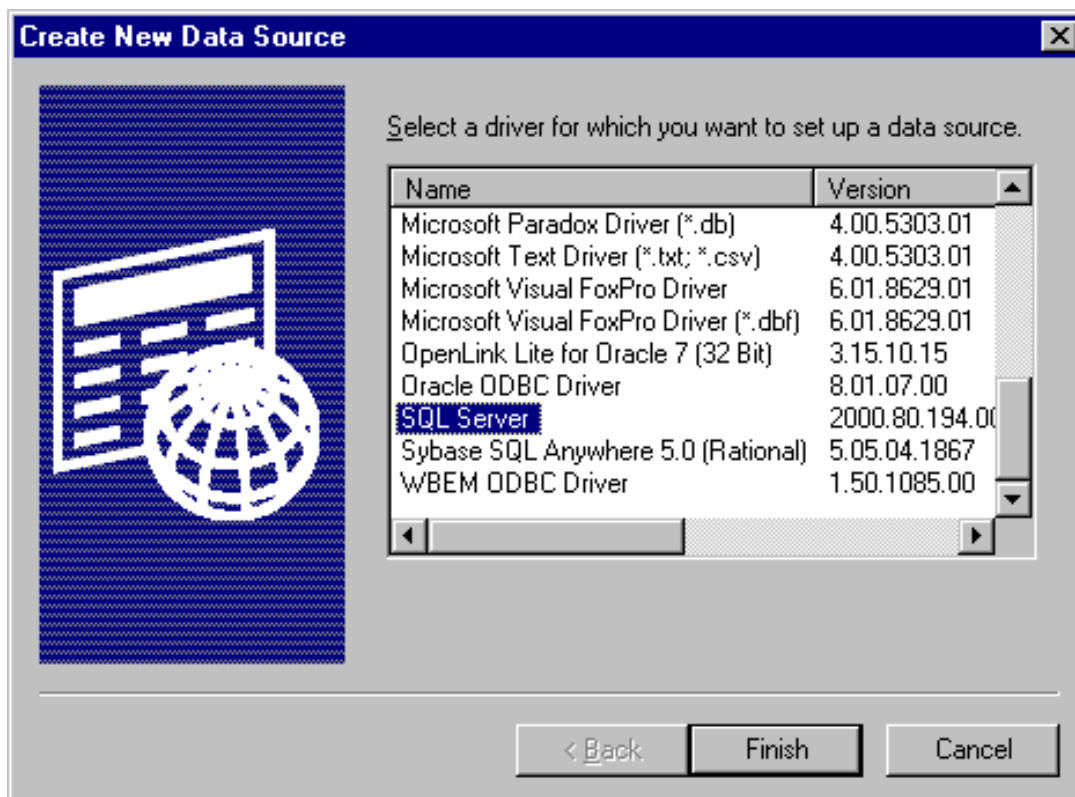 Create New Data Source
Select a driver for which you want to set up a data source.
Name Version
Microsoft Paradox Driver (*.db) 4.00.5303.01
Microsoft Text Driver (*.txt; *.csv) 4.00.5303.01
Microsoft Visual FoxPro Driver 6.01.8629.01
Microsoft Visual FoxPro Driver (*.dbf) 6.01.8629.01
OpenLink Lite for Oracle 7 (32 Bit) 3.15.10.15
Oracle ODBC Driver 8.01.07.00
SQL Server 2000.80.194.00
Sybase SQL Anywhere 5.0 (Rational) 5.05.04.1867
WBEM ODBC Driver 1.50.1085.00
< Back Finish Cancel